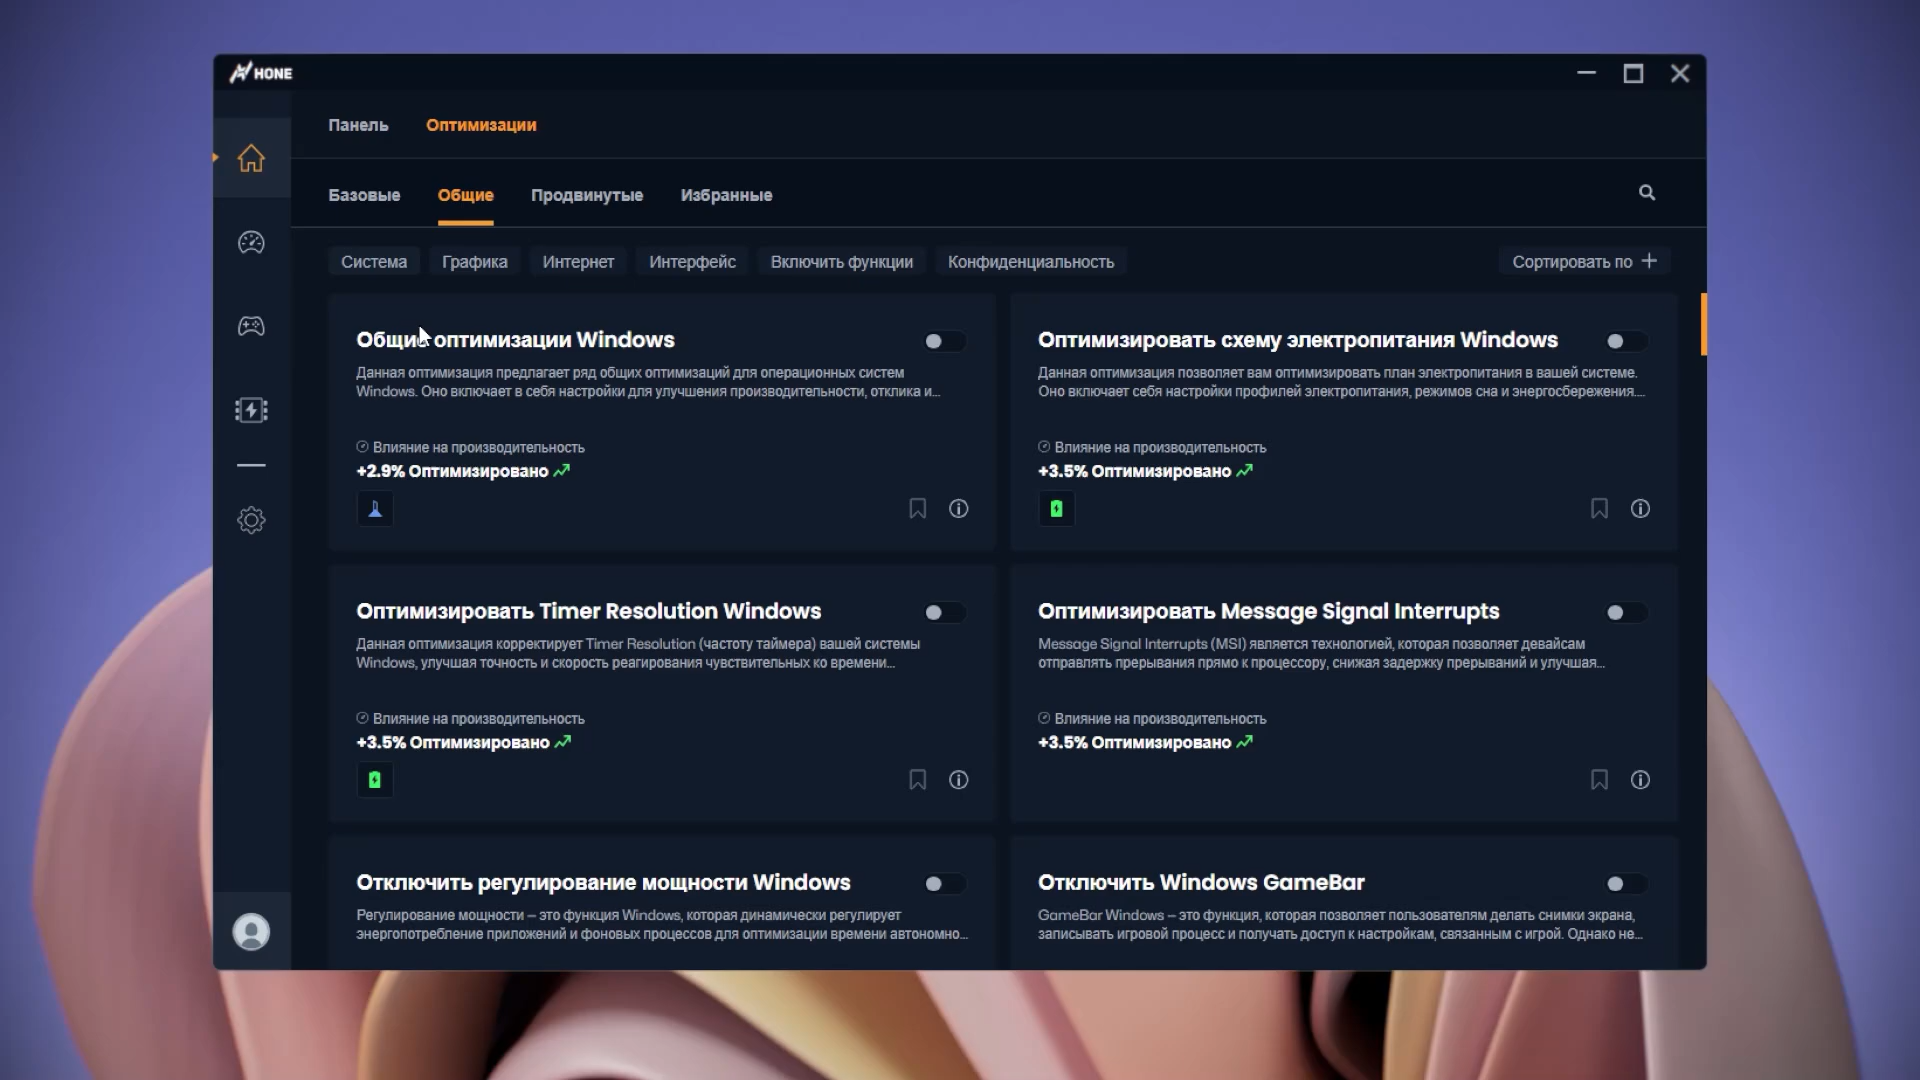 HONE
Панель
Оптимизации
Базовые
Общие
Продвинутые
Избранные
Система
Графика
Интернет
Интерфейс
Включить функции
Конфиденциальность
Сортировать по
Общие оптимизации Windows
Данная оптимизация предлагает ряд общих оптимизаций для операционных систем
Windows. Оно включает в себя настройки для улучшения производительности, отклика и...
Влияние на производительность
+2.9% Оптимизировано
Оптимизировать схему электропитания Windows
Данная оптимизация позволяет вам оптимизировать план электропитания в вашей системе.
Оно включает себя настройки профилей электропитания, режимов сна и энергосбережения....
Влияние на производительность
+3.5% Оптимизировано
Оптимизировать Timer Resolution Windows
Данная оптимизация корректирует Timer Resolution (частоту таймера) вашей системы
Windows, улучшая точность и скорость реагирования чувствительных ко времени...
Влияние на производительность
+3.5% Оптимизировано
Оптимизировать Message Signal Interrupts
Message Signal Interrupts (MSI) является технологией, которая позволяет девайсам
отправлять прерывания прямо к процессору, снижая задержку прерываний и улучшая...
Влияние на производительность
+3.5% Оптимизировано
Отключить регулирование мощности Windows
Регулирование мощности – это функция Windows, которая динамически регулирует
энергопотребление приложений и фоновых процессов для оптимизации времени автономно...
Отключить Windows GameBar
GameBar Windows – это функция, которая позволяет пользователям делать снимки экрана,
записывать игровой процесс и получать доступ к настройкам, связанным с игрой. Однако не...